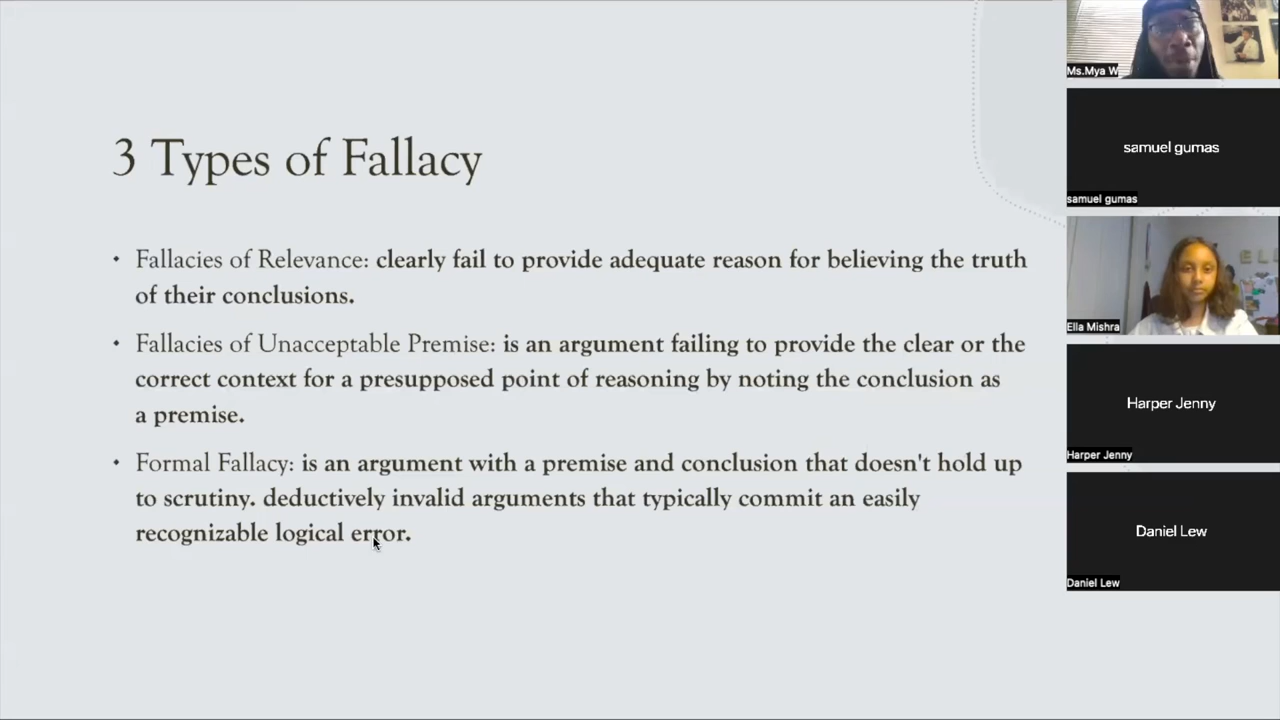 3 Types of Fallacy
• Fallacies of Relevance: clearly fail to provide adequate reason for believing the truth
of their conclusions.
• Fallacies of Unacceptable Premise: is an argument failing to provide the clear or the
correct context for a presupposed point of reasoning by noting the conclusion as
a premise.
• Formal Fallacy: is an argument with a premise and conclusion that doesn't hold up
to scrutiny. deductively invalid arguments that typically commit an easily
recognizable logical error.
Ms.Mya W
samuel gumas
samuel gumas
Ella Mishra
Harper Jenny
Harper Jenny
Daniel Lew
Daniel Lew